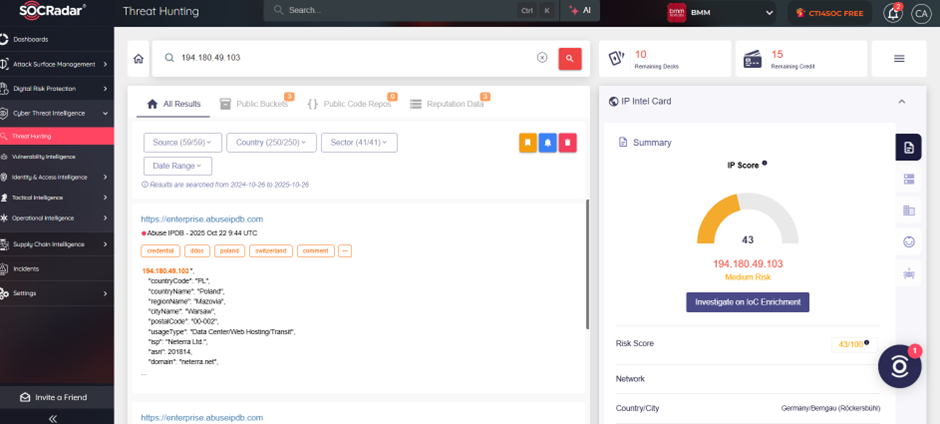 SOCRadar®
Threat Hunting
Search...
Ctrl
K
AI
bmm
BMM
CTI4SOC FREE
2
CA
Dashboards
Attack Surface Management
Digital Risk Protection
Cyber Threat Intelligence
Threat Hunting
Vulnerability Intelligence
Identity & Access Intelligence
Tactical Intelligence
Operational Intelligence
Supply Chain Intelligence
Incidents
Settings
Invite a Friend
194.180.49.103
10
Remaining Decks
15
Remaining Credit
All Results
Public Buckets
3
Public Code Repos
0
Reputation Data
3
Source (59/59)
Country (250/250)
Sector (41/41)
Date Range
Results are searched from 2024-10-26 to 2025-10-26
https://enterprise.abuseipdb.com
Abuse IPDB - 2025 Oct 22 9:44 UTC
credential
ddos
poland
switzerland
comment
194.180.49.103",
"countryCode": "PL",
"countryName": "Poland",
"regionName": "Mazovia",
"cityName": "Warsaw",
"postalCode": "00-002",
"usageType": "Data Center/Web Hosting/Transit",
"isp": "Neterra Ltd.",
"asn": 201814,
"domain": "neterra.net",
...
https://enterprise.abuseipdb.com
IP Intel Card
Summary
IP Score
43
194.180.49.103
Medium Risk
Investigate on IoC Enrichment
Risk Score
43/100
Network
Country/City
Germany/Berngau (Röckersbühl)
1